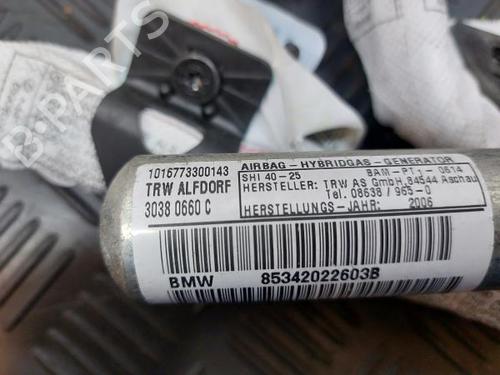 1016773300143
TRW ALFDORF
3038 0660 C
AIRBAG - HYBRIDGAS - GENERATOR
SHI 40-25 BAM-PT1-0614
HERSTELLER: TRW AS GmbH, 84544 Aschau
Tel. 08638 / 965-0
HERSTELLUNGS-JAHR: 2006
BMW 85342022603B
B-PARTS